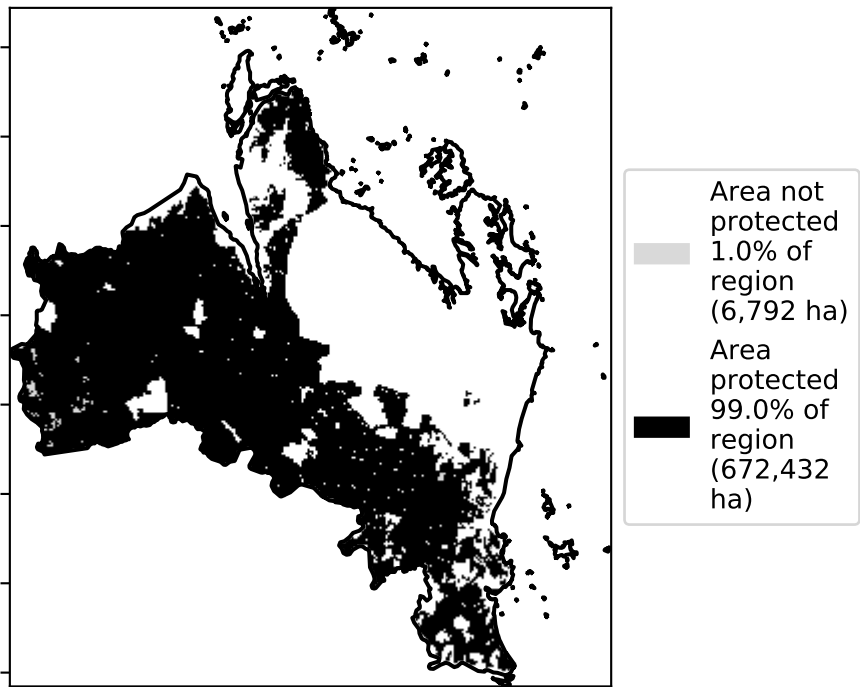 Area not
protected
1.0% of
region
(6,792 ha)
Area
protected
99.0% of
region
(672,432
ha)